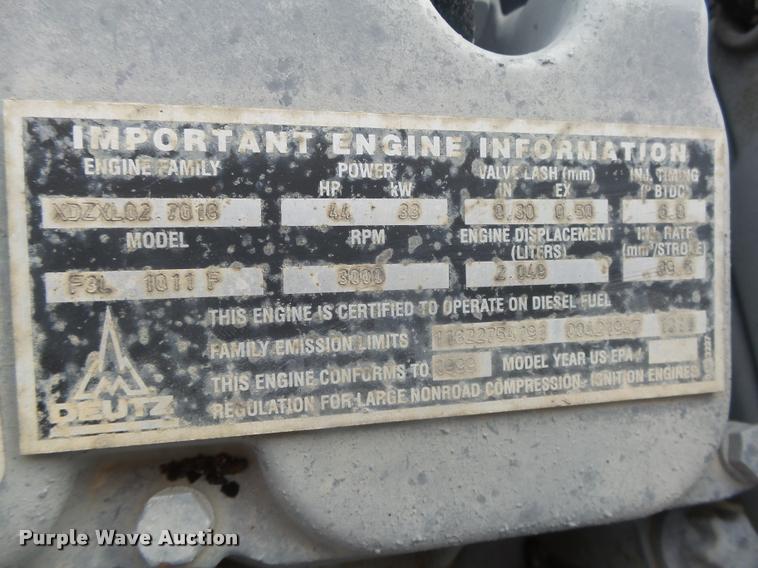 IMPORTANT ENGINE INFORMATION
ENGINE FAMILY POWER VALVE LASH (mm) INJ. TIMING
HP kW IN EX (° BTDC)
44 33 0.30 0.50
MODEL RPM ENGINE DISPLACEMENT INJ. RATE
(LITERS) (mm³/STROKE)
F3L 1011 F 3000 2.049
THIS ENGINE IS CERTIFIED TO OPERATE ON DIESEL FUEL
FAMILY EMISSION LIMITS
THIS ENGINE CONFORMS TO MODEL YEAR US EPA /
REGULATION FOR LARGE NONROAD COMPRESSION - IGNITION ENGINES
DEUTZ
Purple Wave Auction